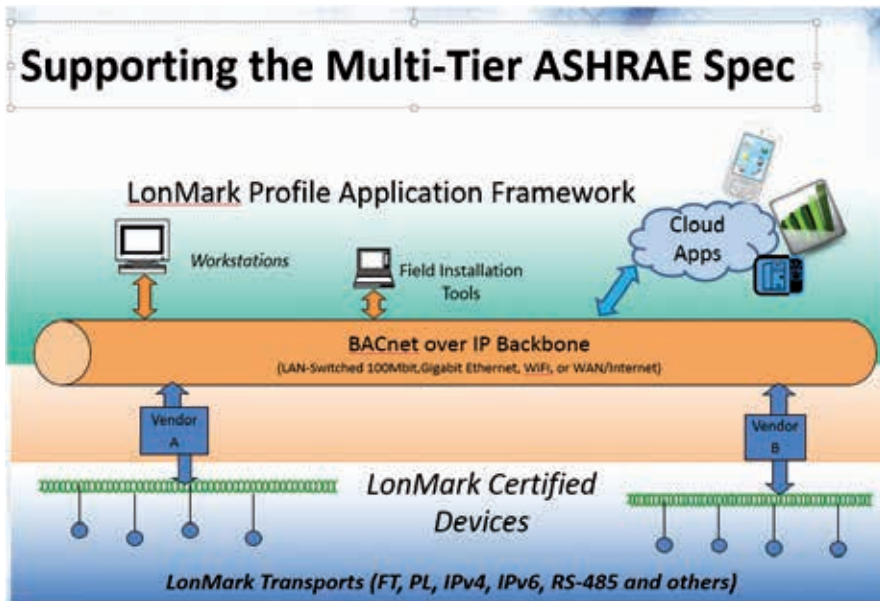 Supporting the Multi-Tier ASHRAE Spec
LonMark Profile Application Framework
Workstations
Field Installation
Tools
Cloud
Apps
BACnet over IP Backbone
(LAN-Switched 100Mbit,Gigabit Ethernet, WiFi, or WAN/Internet)
Vendor
A
Vendor
B
LonMark Certified
Devices
LonMark Transports (FT, PL, IPv4, IPv6, RS-485 and others)